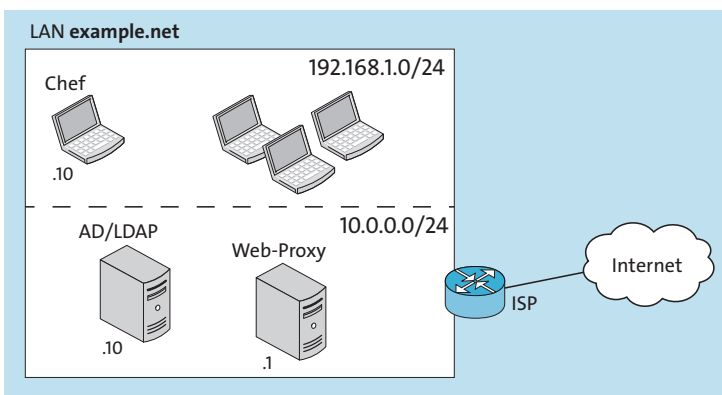 LAN example.net
192.168.1.0/24
Chef
.10
10.0.0.0/24
AD/LDAP
Web-Proxy
.10
.1
ISP
Internet